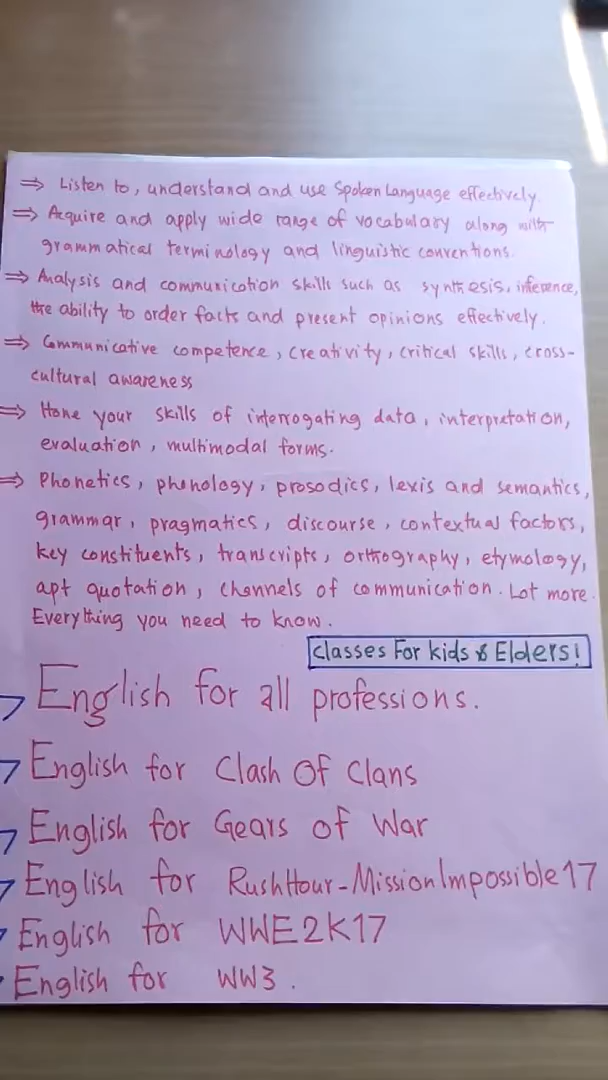 ⇒ Listen to, understand and use Spoken Language effectively.
⇒ Acquire and apply wide range of vocabulary along with
grammatical terminology and linguistic conventions.
⇒ Analysis and communication skills such as synthesis, inference,
the ability to order facts and present opinions effectively.
⇒ Communicative competence, creativity, critical skills, cross-
cultural awareness
⇒ Hone your skills of interrogating data, interpretation,
evaluation, multimodal forms.
⇒ Phonetics, phenology, prosodics, lexis and semantics,
grammar, pragmatics, discourse, contextual factors,
key constituents, transcripts, orthography, etymology,
apt quotation, channels of communication. Lot more.
Everything you need to know.
Classes For kids & Elders!
English for all professions.
English for Clash Of Clans
English for Gears of War
English for RushHour-MissionImpossible17
English for WWE2K17
English for WW3.